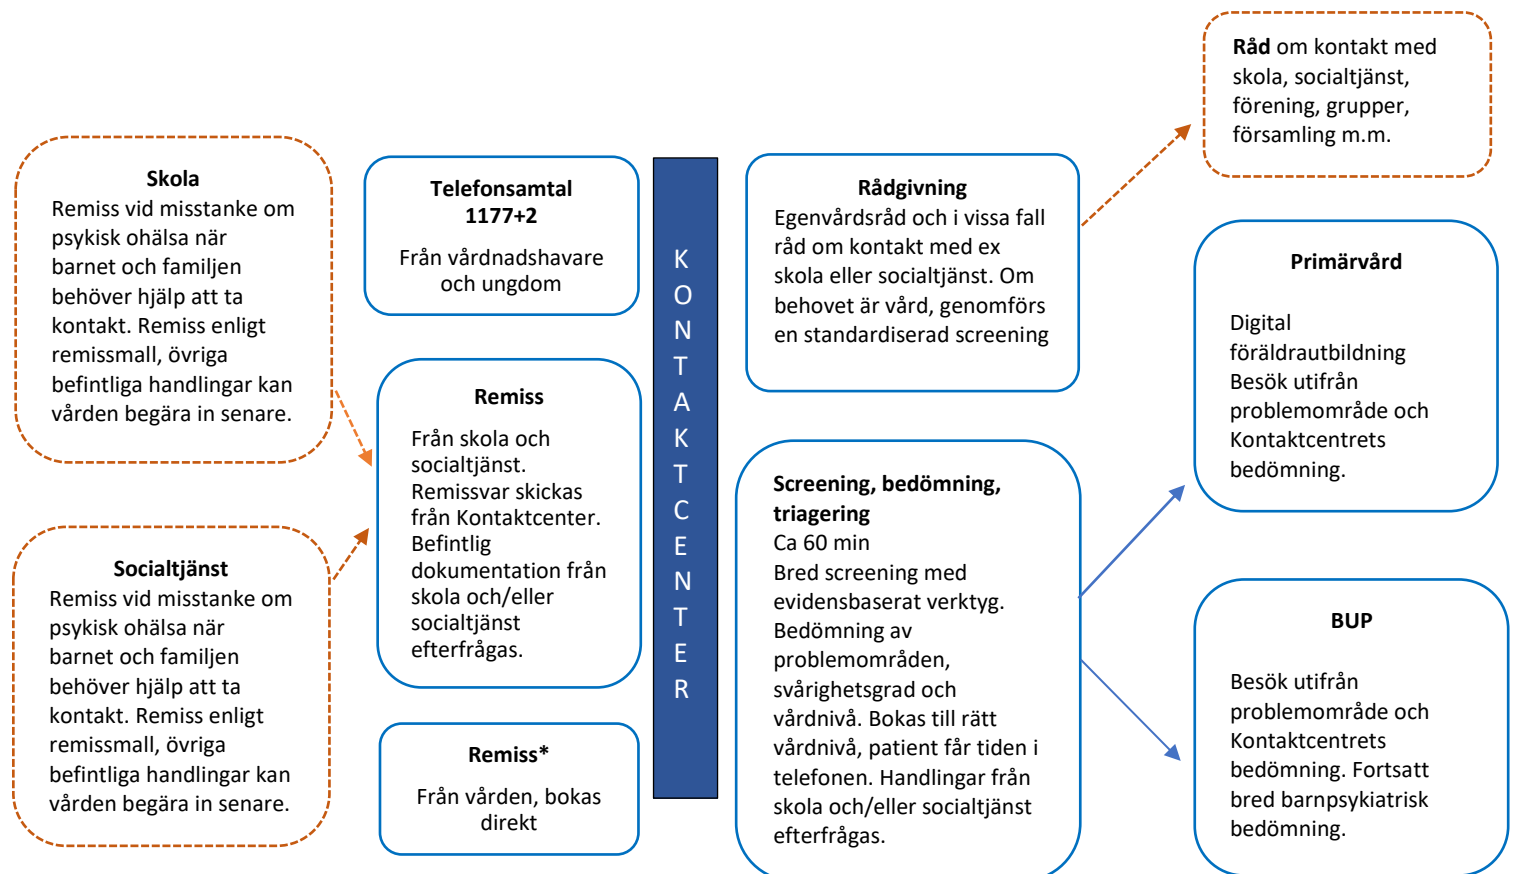 Skola
Remiss vid misstanke om
psykisk ohälsa när
barnet och familjen
behöver hjälp att ta
kontakt. Remiss enligt
remissmall, övriga
befintliga handlingar kan
vården begära in senare.
Socialtjänst
Remiss vid misstanke om
psykisk ohälsa när
barnet och familjen
behöver hjälp att ta
kontakt. Remiss enligt
remissmall, övriga
befintliga handlingar kan
vården begära in senare.
Telefonsamtal
1177+2
Från vårdnadshavare
och ungdom
Remiss
Från skola och
socialtjänst.
Remissvar skickas
från Kontaktcenter.
Befintlig
dokumentation från
skola och/eller
socialtjänst
efterfrågas.
Remiss*
Från vården, bokas
direkt
K
O
N
T
A
K
T
C
E
N
T
E
R
Rådgivning
Egenvårdsråd och i vissa fall
råd om kontakt med ex
skola eller socialtjänst. Om
behovet är vård, genomförs
en standardiserad screening
Screening, bedömning,
triagering
Ca 60 min
Bred screening med
evidensbaserat verktyg.
Bedömning av
problemområden,
svårighetsgrad och
vårdnivå. Bokas till rätt
vårdnivå, patient får tiden i
telefonen. Handlingar från
skola och/eller socialtjänst
efterfrågas.
Råd om kontakt med
skola, socialtjänst,
förening, grupper,
församling m.m.
Primärvård
Digital
föräldrautbildning
Besök utifrån
problemområde och
Kontaktcentrets
bedömning.
BUP
Besök utifrån
problemområde och
Kontaktcentrets
bedömning. Fortsatt
bred barnpsykiatrisk
bedömning.